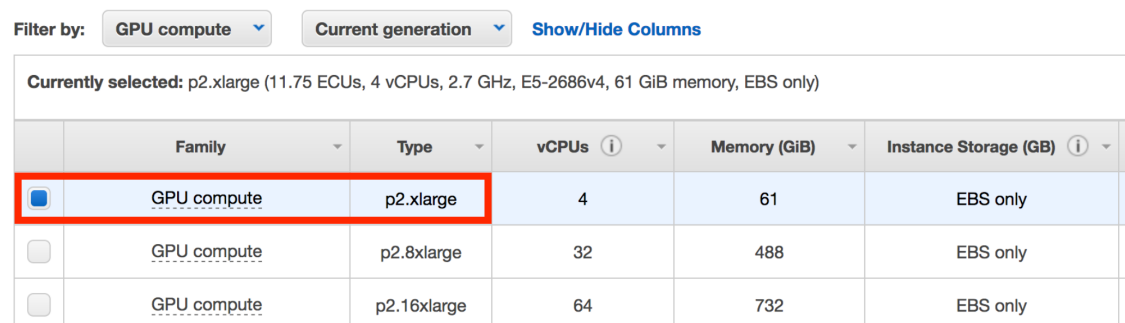 Filter by: GPU compute Current generation Show/Hide Columns
Currently selected: p2.xlarge (11.75 ECUs, 4 vCPUs, 2.7 GHz, E5-2686v4, 61 GiB memory, EBS only)
Family Type vCPUs i Memory (GiB) Instance Storage (GB) i
GPU compute p2.xlarge 4 61 EBS only
GPU compute p2.8xlarge 32 488 EBS only
GPU compute p2.16xlarge 64 732 EBS only